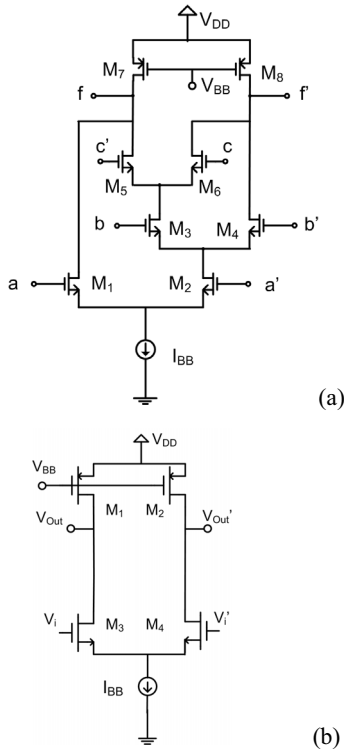 V_DD
M_7 M_8
V_BB
f f'
c' c
M_5 M_6
b M_3 M_4 b'
a M_1 M_2 a'
I_BB
(a)
V_DD
V_BB
M_1 M_2
V_Out V_Out'
V_i M_3 M_4 V_i'
I_BB
(b)